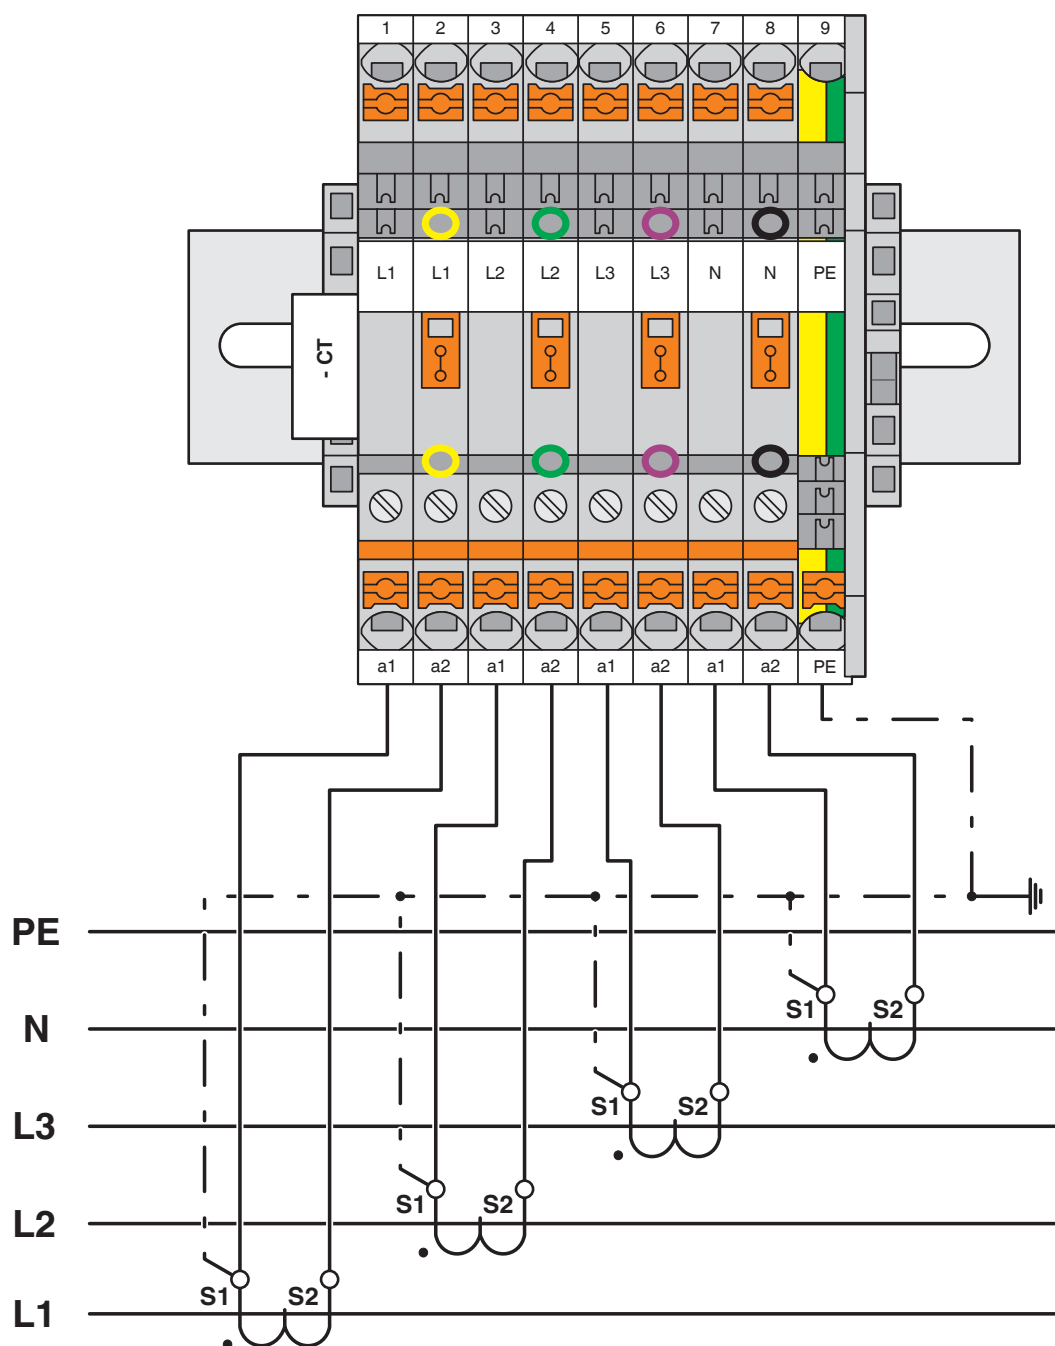 1 2 3 4 5 6 7 8 9
L1 L1 L2 L2 L3 L3 N N PE
- CT
a1 a2 a1 a2 a1 a2 a1 a2 PE
PE
S1 S2
N
S1 S2
L3
S1 S2
L2
S1 S2
L1